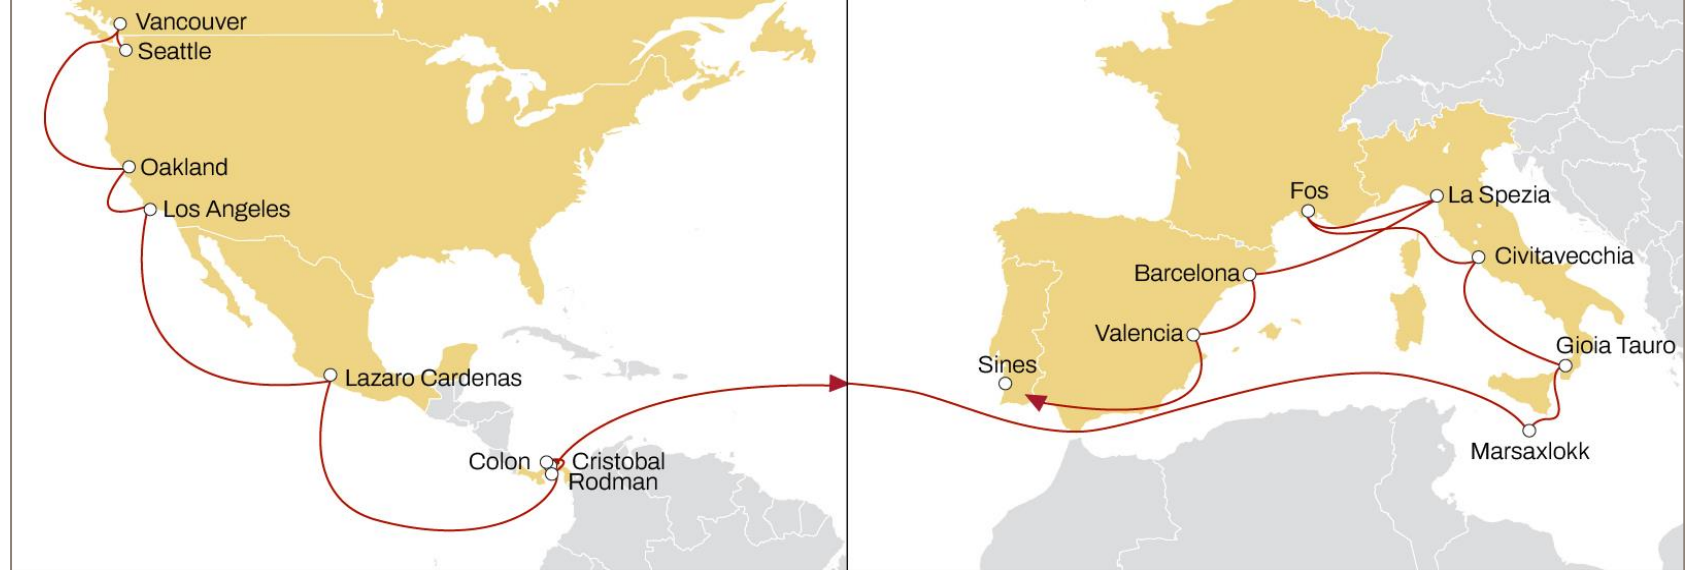 Vancouver
Seattle
Oakland
Los Angeles
Lazaro Cardenas
Colon
Cristobal
Rodman
Fos
La Spezia
Civitavecchia
Barcelona
Valencia
Gioia Tauro
Sines
Marsaxlokk